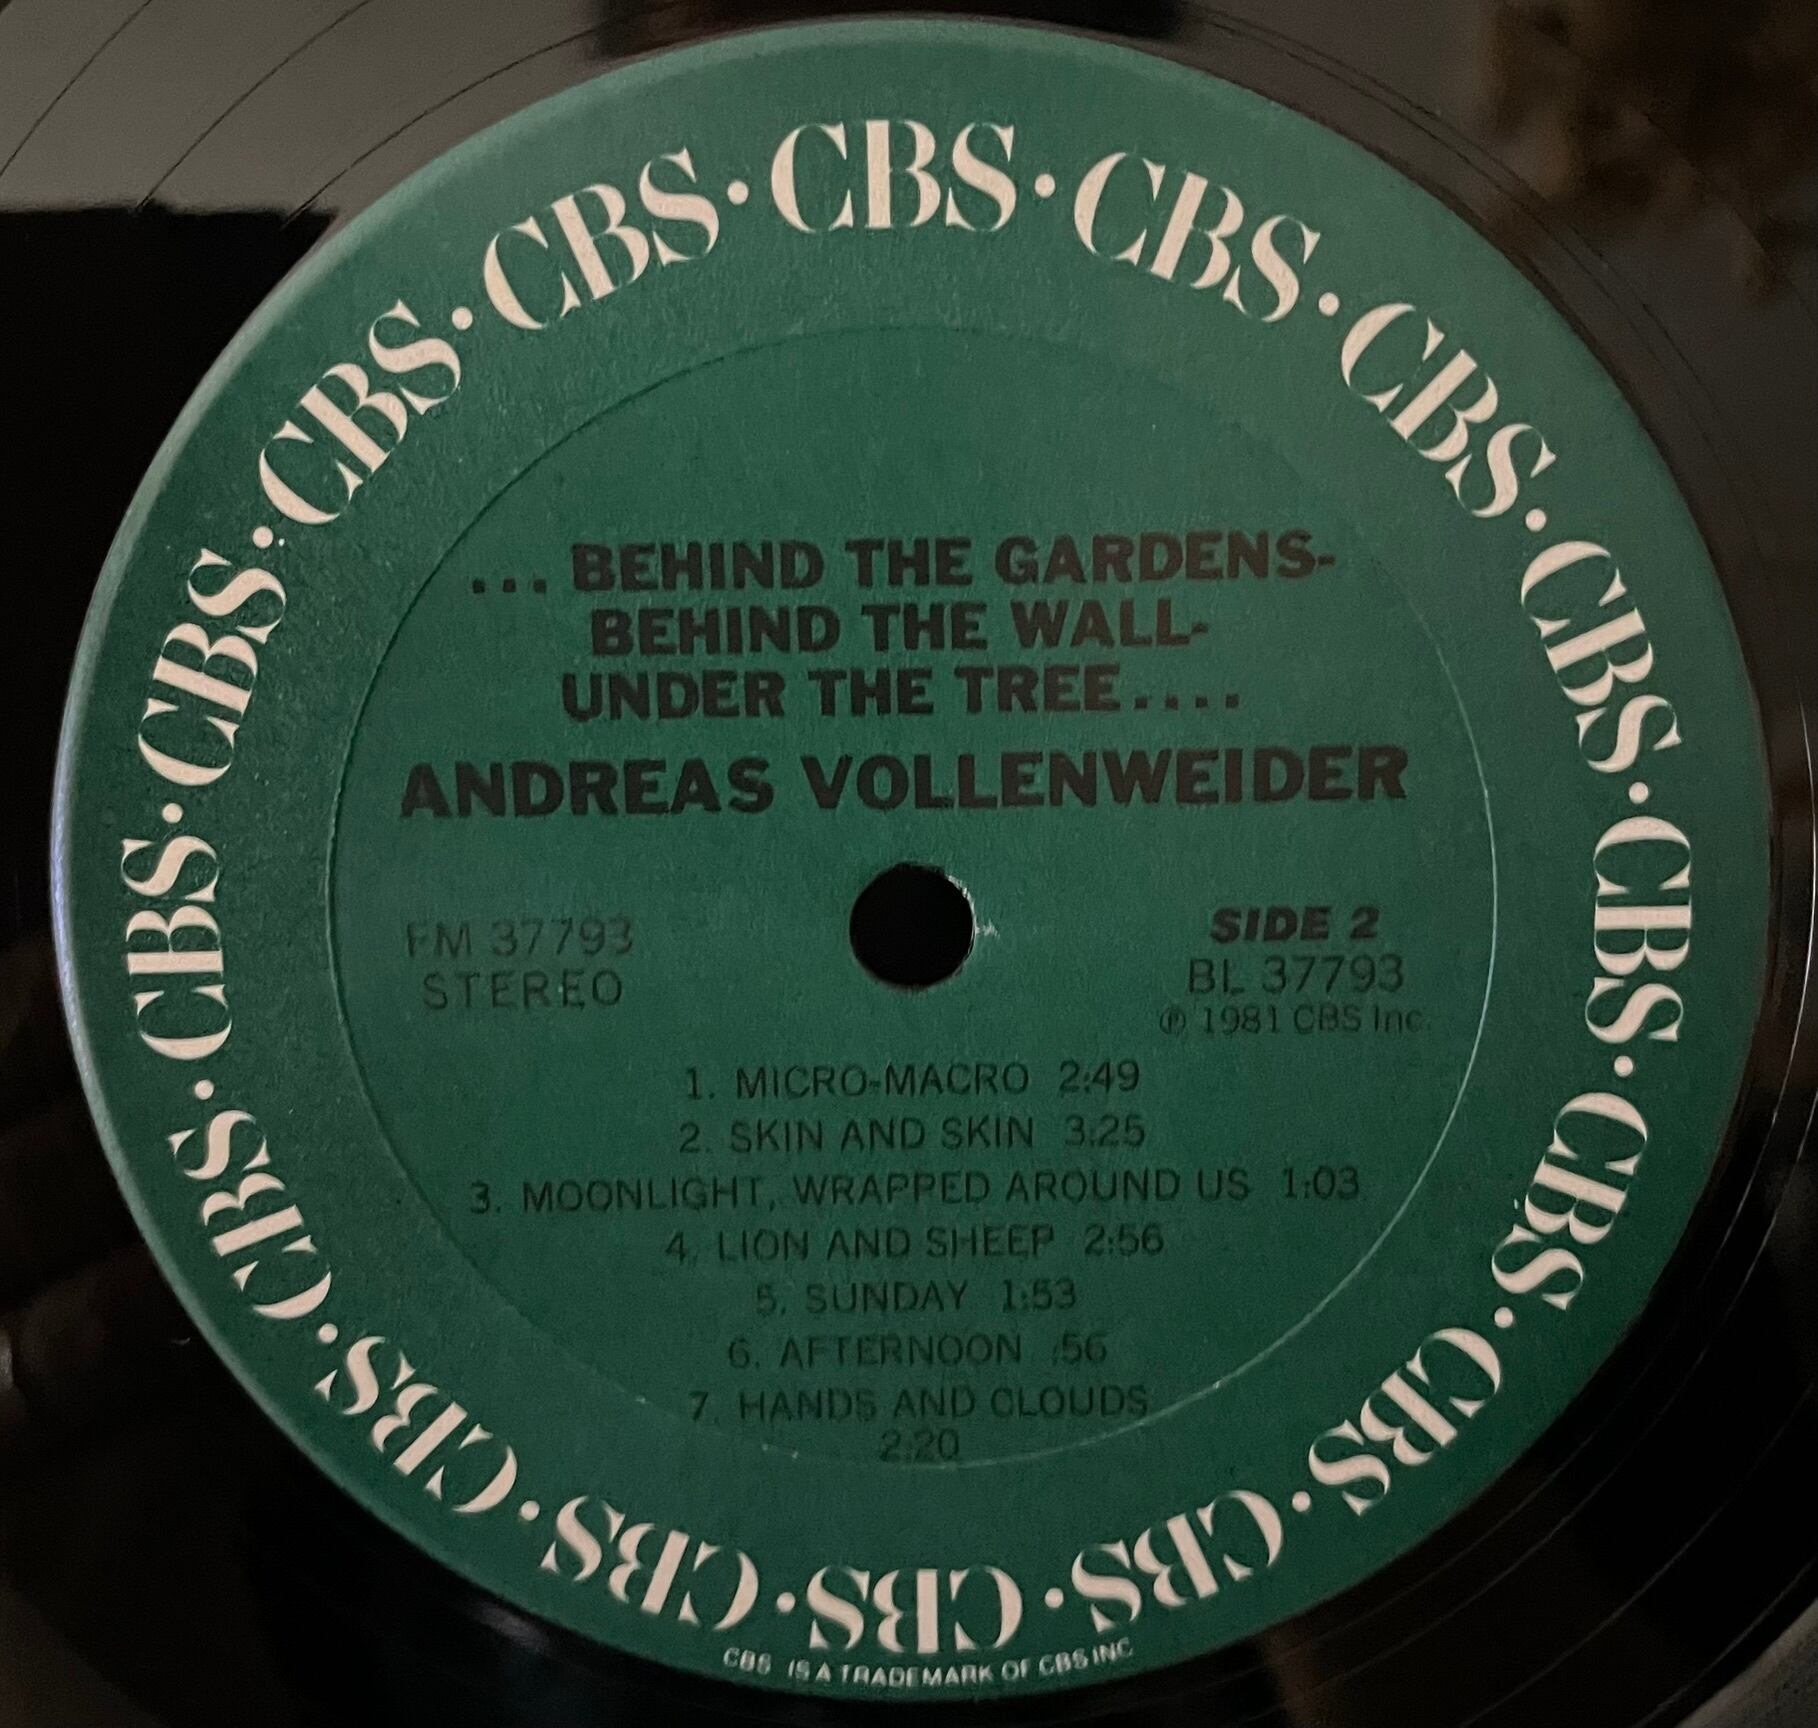 CBS · CBS · CBS · CBS · CBS · CBS · CBS · CBS · CBS · CBS · CBS · CBS · CBS · CBS · CBS · CBS ·
... BEHIND THE GARDENS-
BEHIND THE WALL-
UNDER THE TREE....
ANDREAS VOLLENWEIDER
FM 37793
STEREO
SIDE 2
BL 37793
℗ 1981 CBS Inc.
1. MICRO-MACRO 2:49
2. SKIN AND SKIN 3:25
3. MOONLIGHT, WRAPPED AROUND US 1:03
4. LION AND SHEEP 2:56
5. SUNDAY 1:53
6. AFTERNOON :56
7. HANDS AND CLOUDS
2:20
CBS IS A TRADEMARK OF CBS INC.